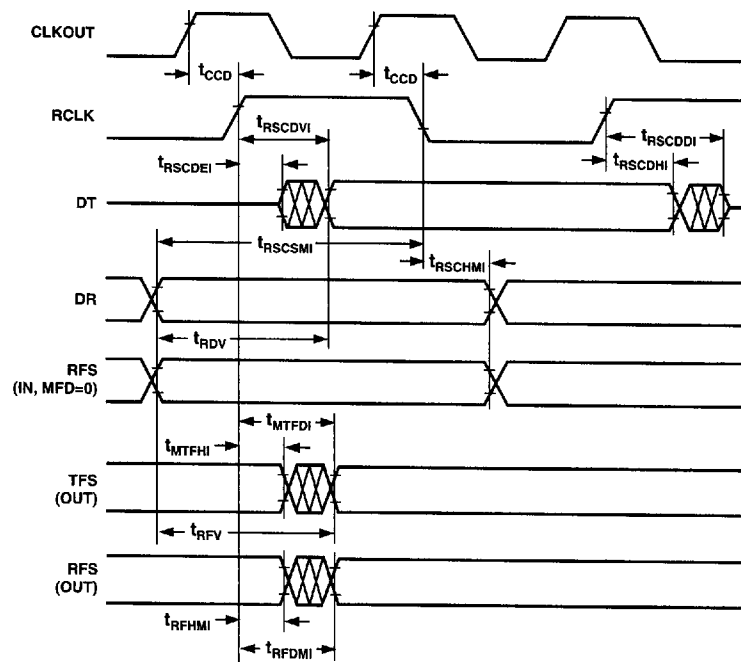 CLKOUT
tCCD
tCCD
RCLK
tRSCDVI
tRSCDDI
tRSCDEI
tRSCDHI
DT
tRSCSMI
tRSCHMI
DR
tRDV
RFS
(IN, MFD=0)
tMTFDI
tMTFHI
TFS
(OUT)
tRFV
RFS
(OUT)
tRFHMI
tRFDMI